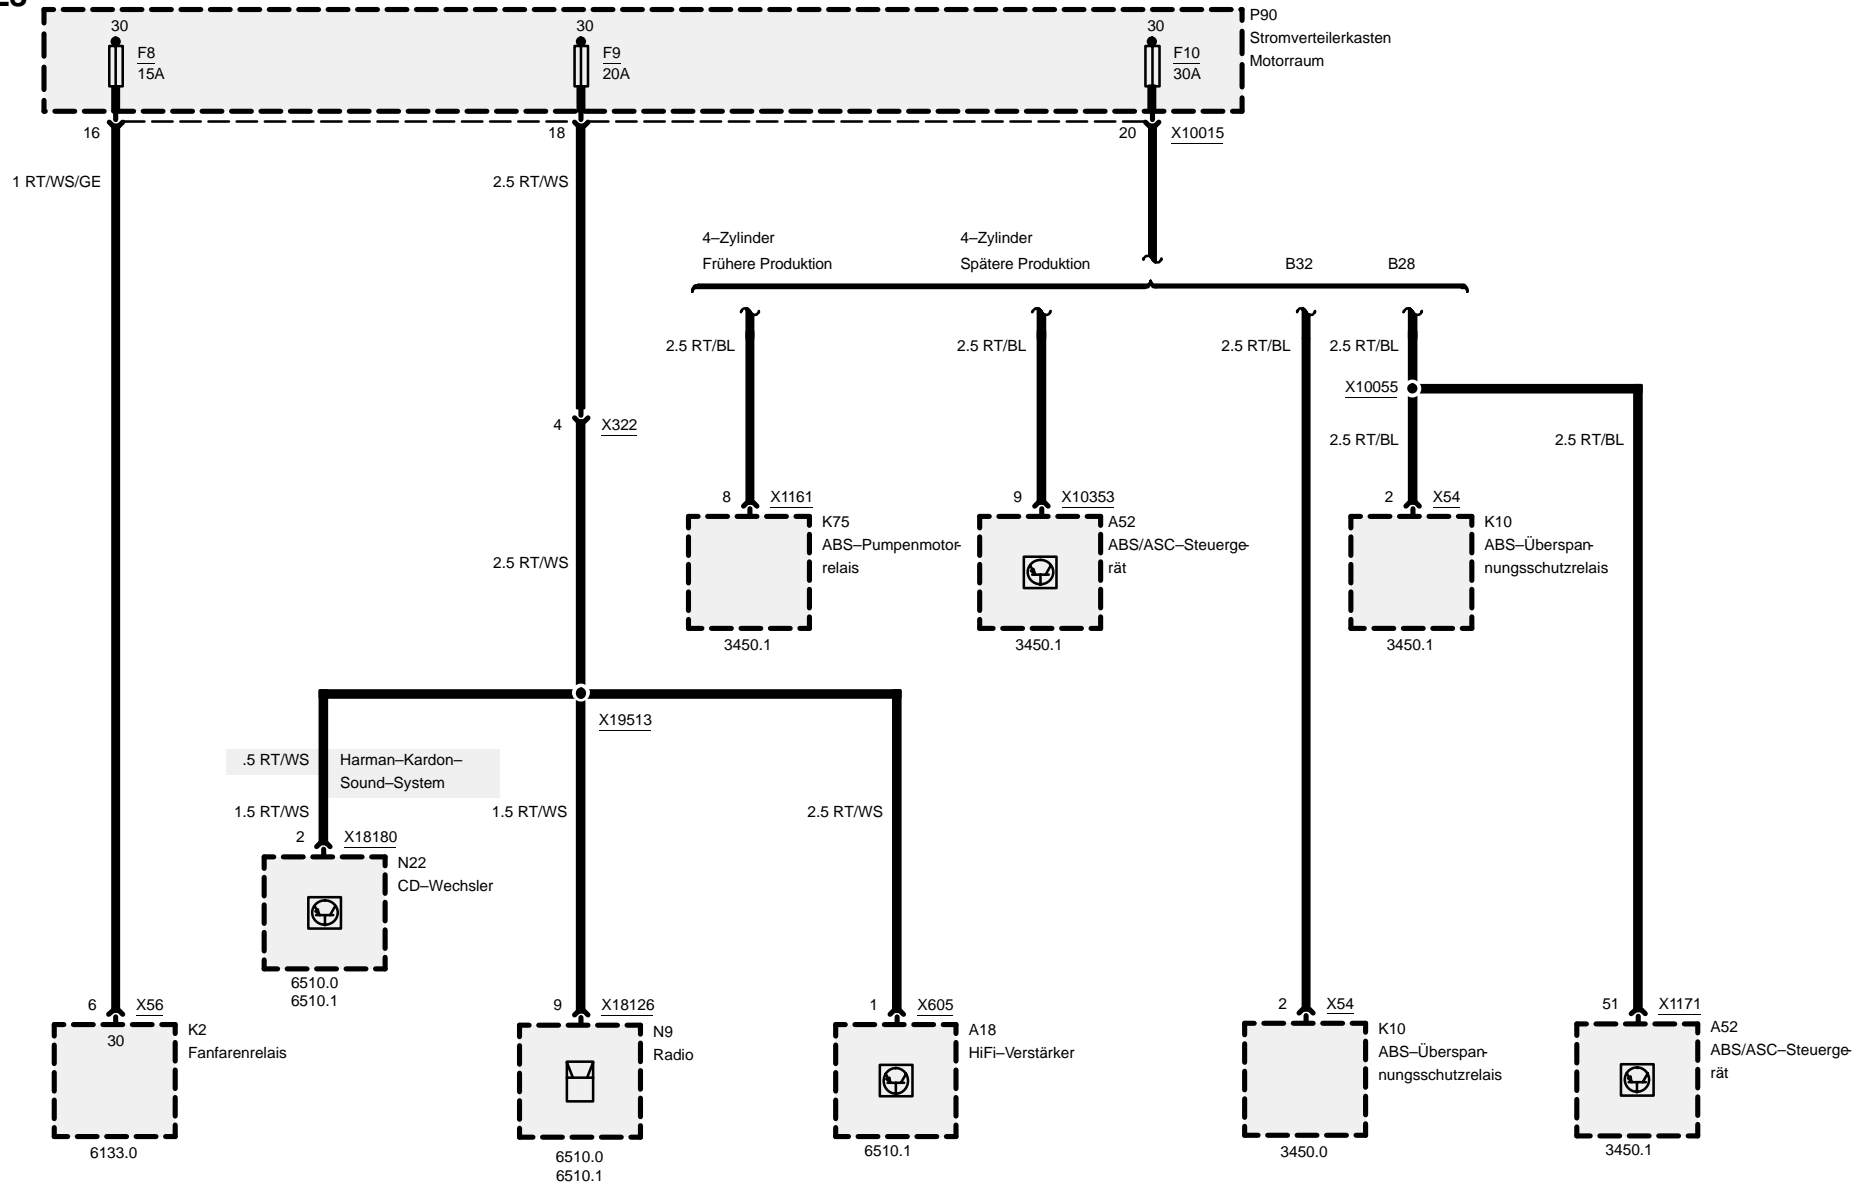 30
30
30
P90
Stromverteilerkasten
Motorraum
F8
15A
F9
20A
F10
30A
16
18
20
X10015
1 RT/WS/GE
2.5 RT/WS
4–Zylinder
Frühere Produktion
4–Zylinder
Spätere Produktion
B32
B28
2.5 RT/BL
2.5 RT/BL
2.5 RT/BL
2.5 RT/BL
X10055
4
X322
2.5 RT/BL
2.5 RT/BL
8
X1161
9
X10353
2
X54
K75
ABS–Pumpenmotor-
relais
A52
ABS/ASC–Steuerge-
rät
K10
ABS–Überspan-
nungsschutzrelais
2.5 RT/WS
3450.1
3450.1
3450.1
X19513
.5 RT/WS
Harman–Kardon–
Sound–System
1.5 RT/WS
1.5 RT/WS
2.5 RT/WS
2
X18180
N22
CD–Wechsler
6510.0
6510.1
6
X56
9
X18126
1
X605
2
X54
51
X1171
30
K2
Fanfarenrelais
N9
Radio
A18
HiFi–Verstärker
K10
ABS–Überspan-
nungsschutzrelais
A52
ABS/ASC–Steuerge-
rät
6133.0
6510.0
6510.1
6510.1
3450.0
3450.1